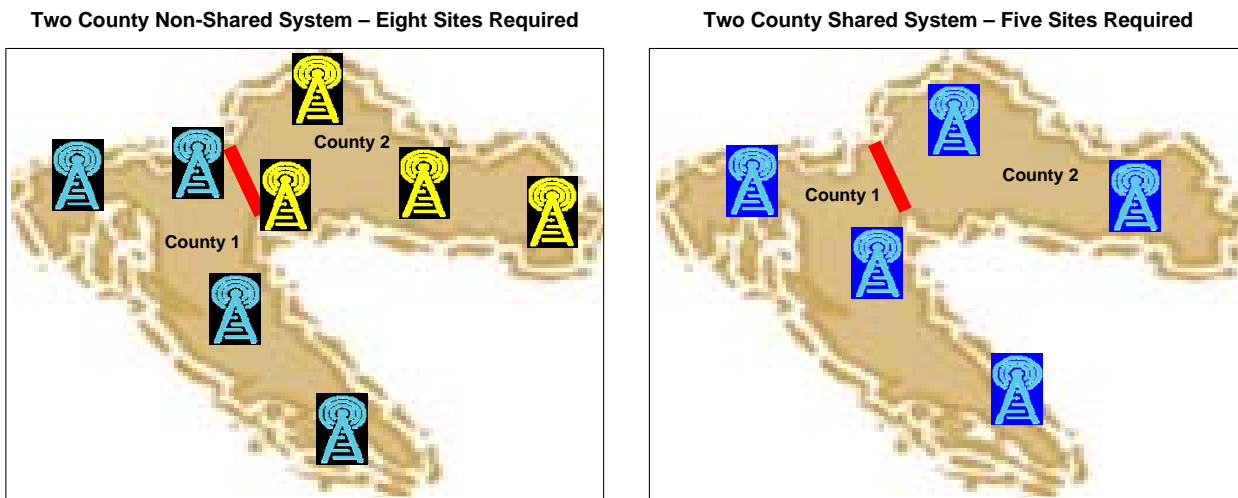 Two County Non-Shared System – Eight Sites Required
Two County Shared System – Five Sites Required
County 2
County 1
County 1
County 2